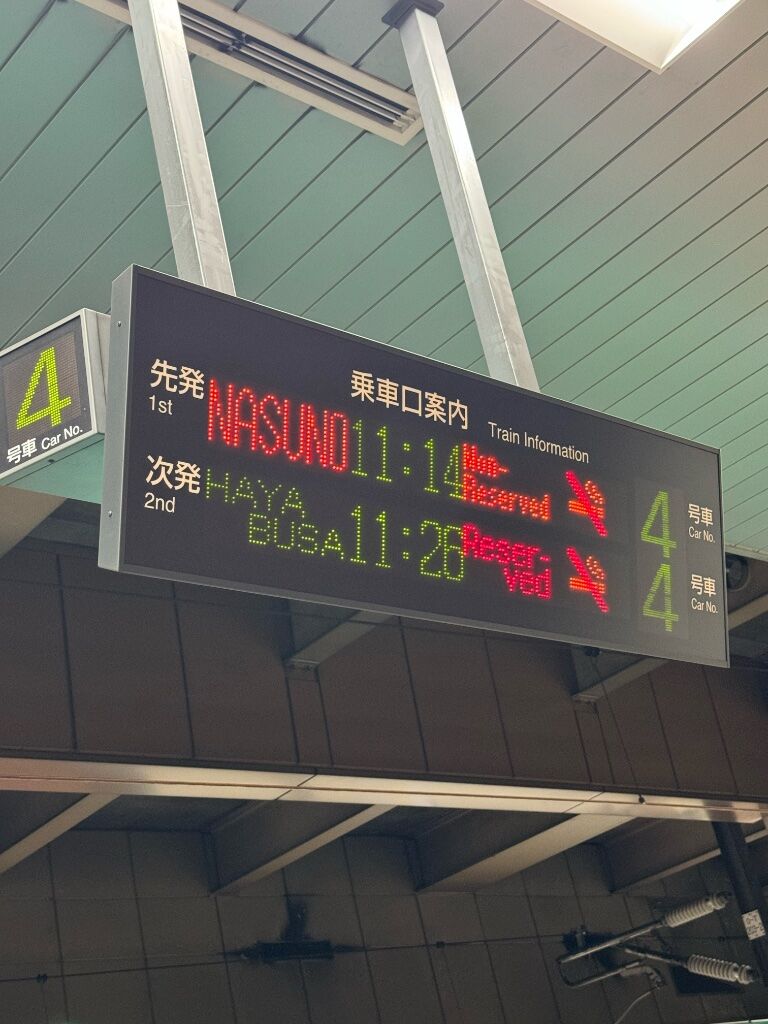 4
号車 Car No.
乗車口案内 Train Information
先発 NASUNO 11:14 Non-
1st Reserved 4 号車
Car No.
次発 HAYA
2nd BUSA 11:26 Reser-
ved 4 号車
Car No.